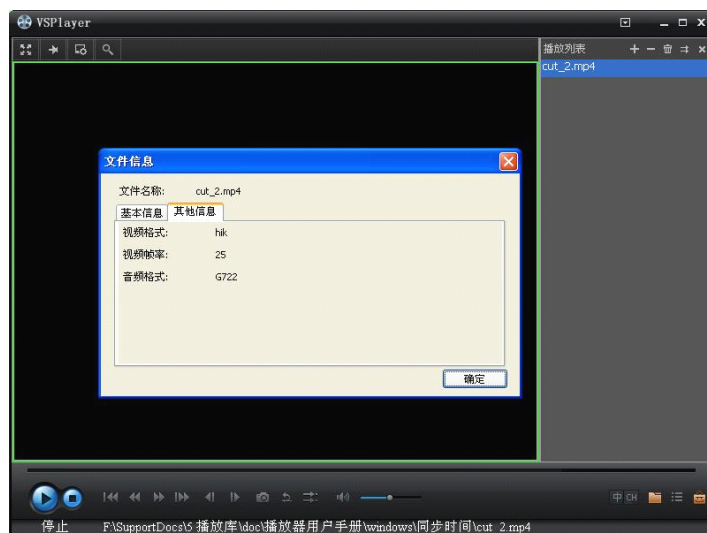 VSPlayer
播放列表
cut_2.mp4
文件信息
文件名称: cut_2.mp4
基本信息 其他信息
视频格式: hik
视频帧率: 25
音频格式: G722
确定
中 CH
停止 F:\SupportDocs\5 播放库\doc\播放器用户手册\windows\同步时间\cut_2.mp4